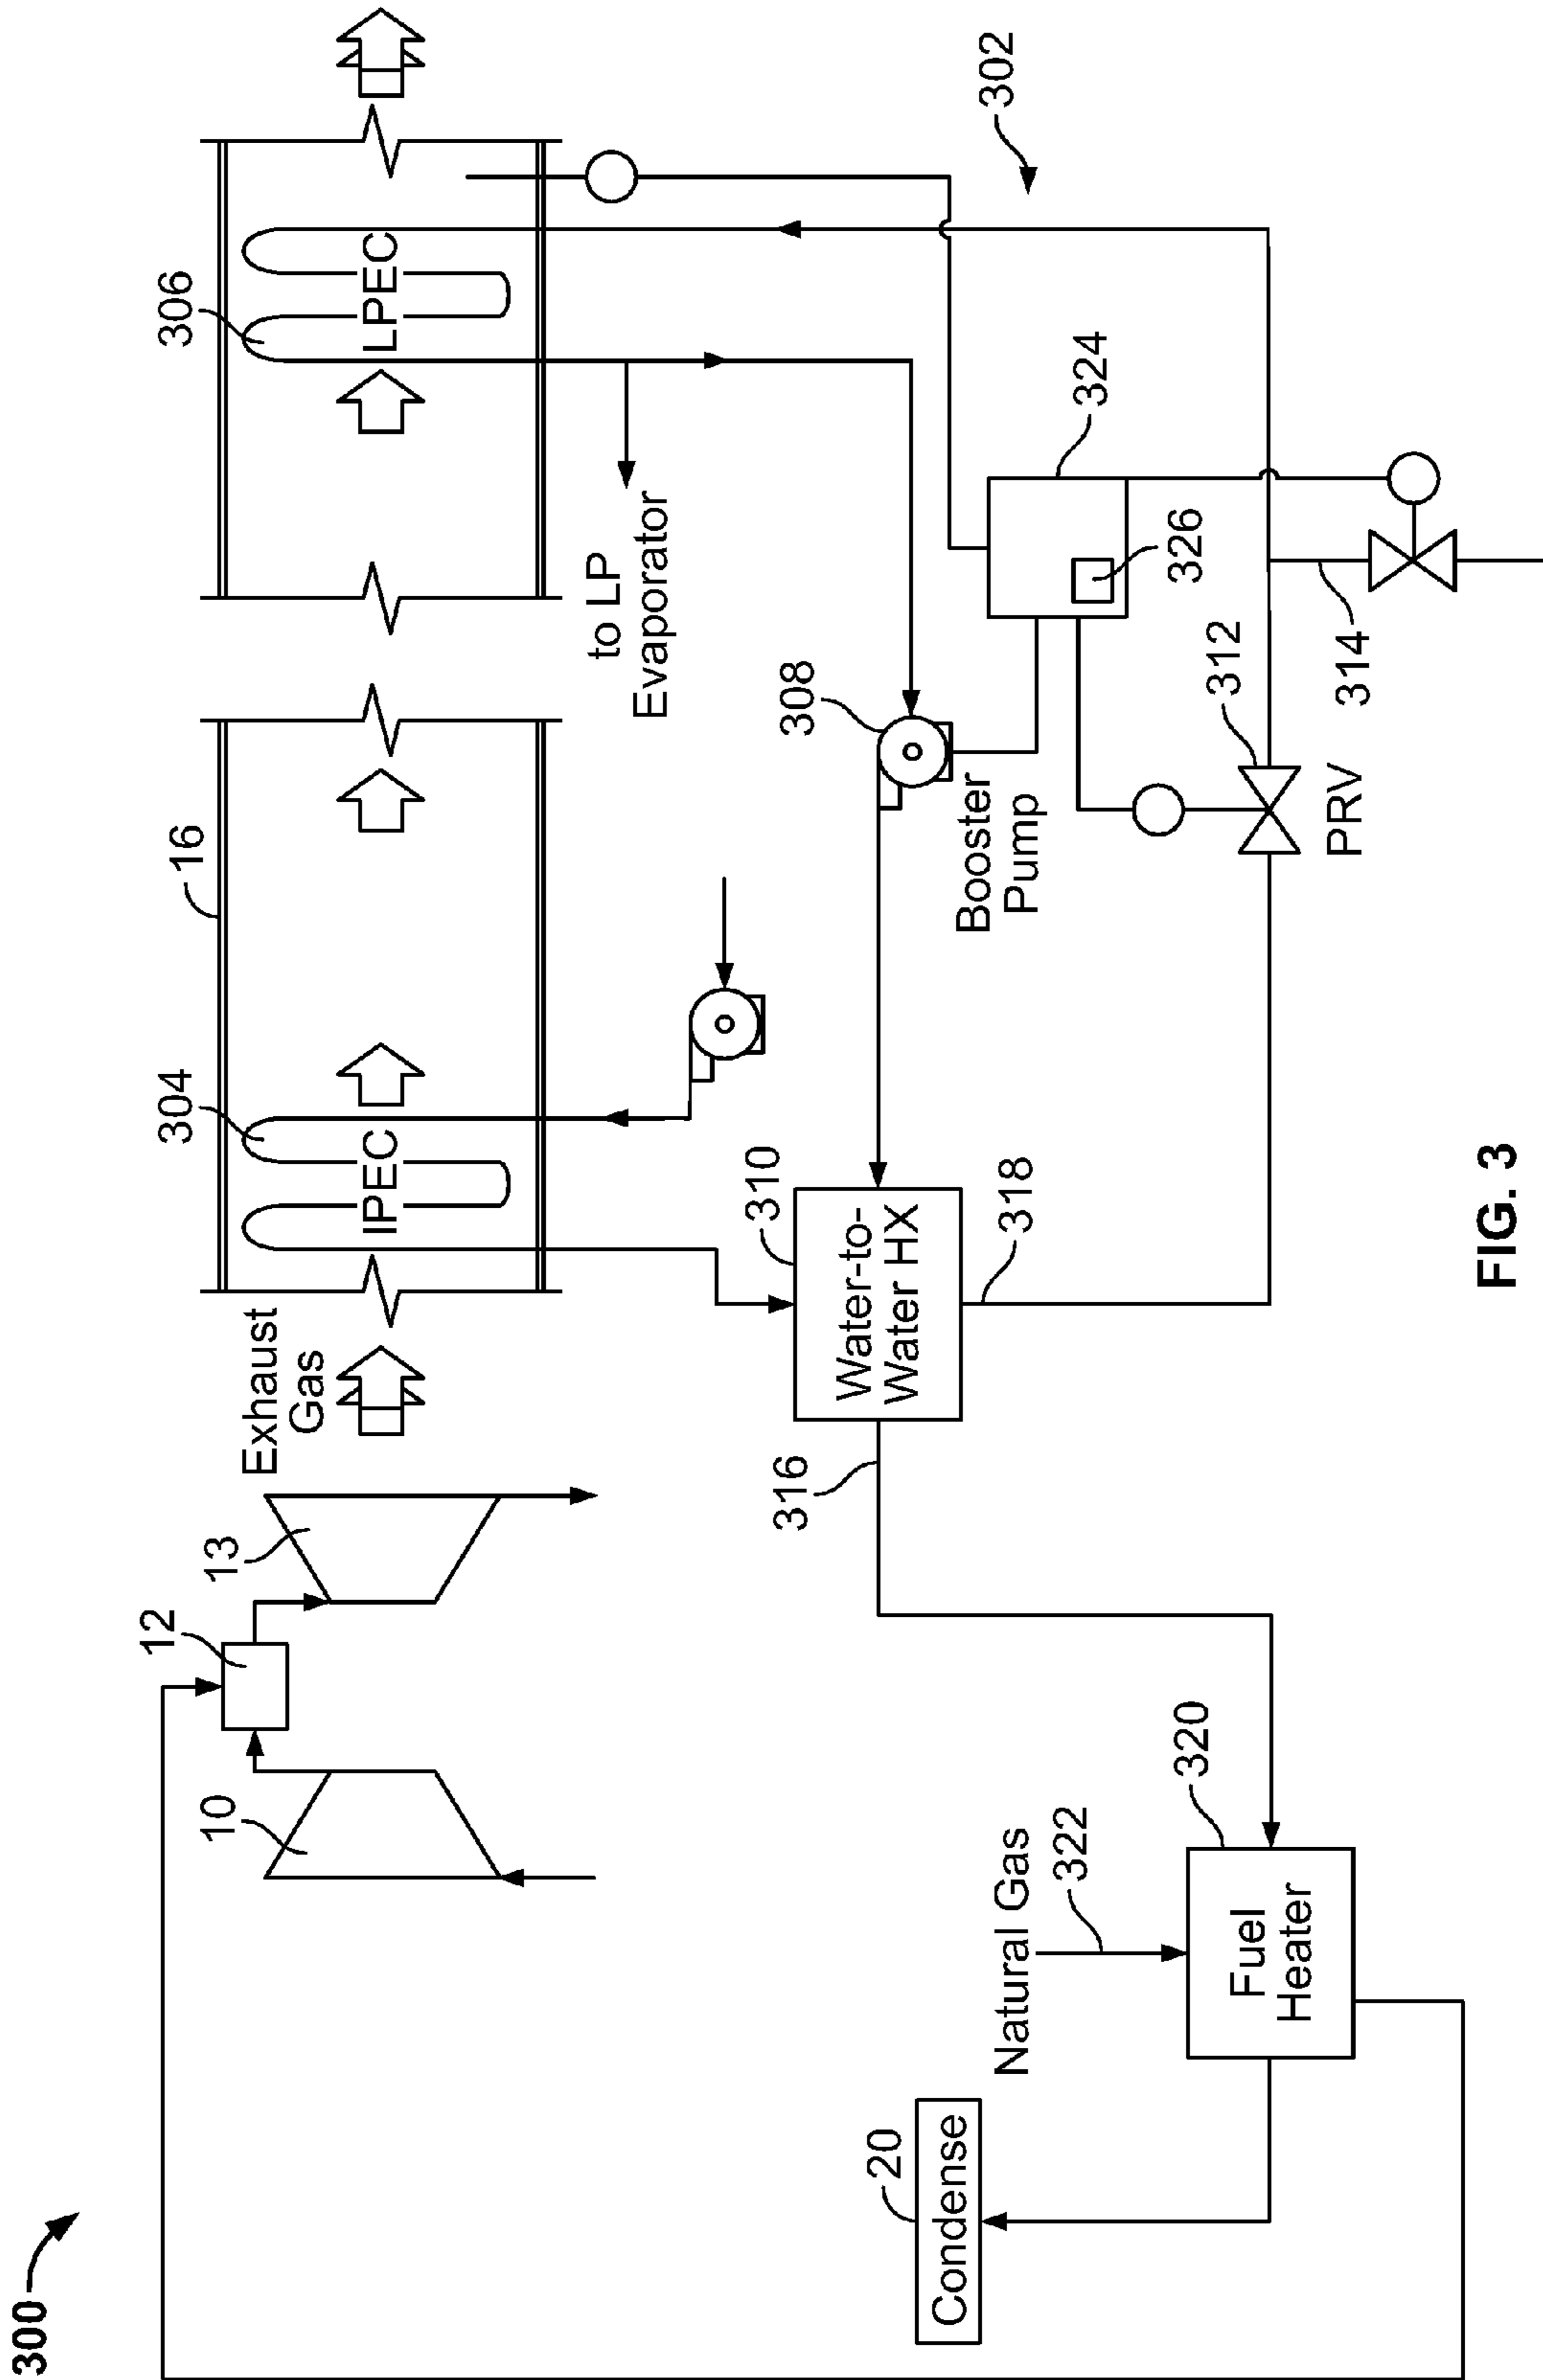 300
10
12
13
Exhaust
Gas
304
IPEC
16
306
LPEC
to LP
Evaporator
302
308
Booster
Pump
324
326
312
PRV
314
310
Water-to-
Water HX
316
318
320
Fuel
Heater
Natural Gas
322
20
Condense
FIG. 3